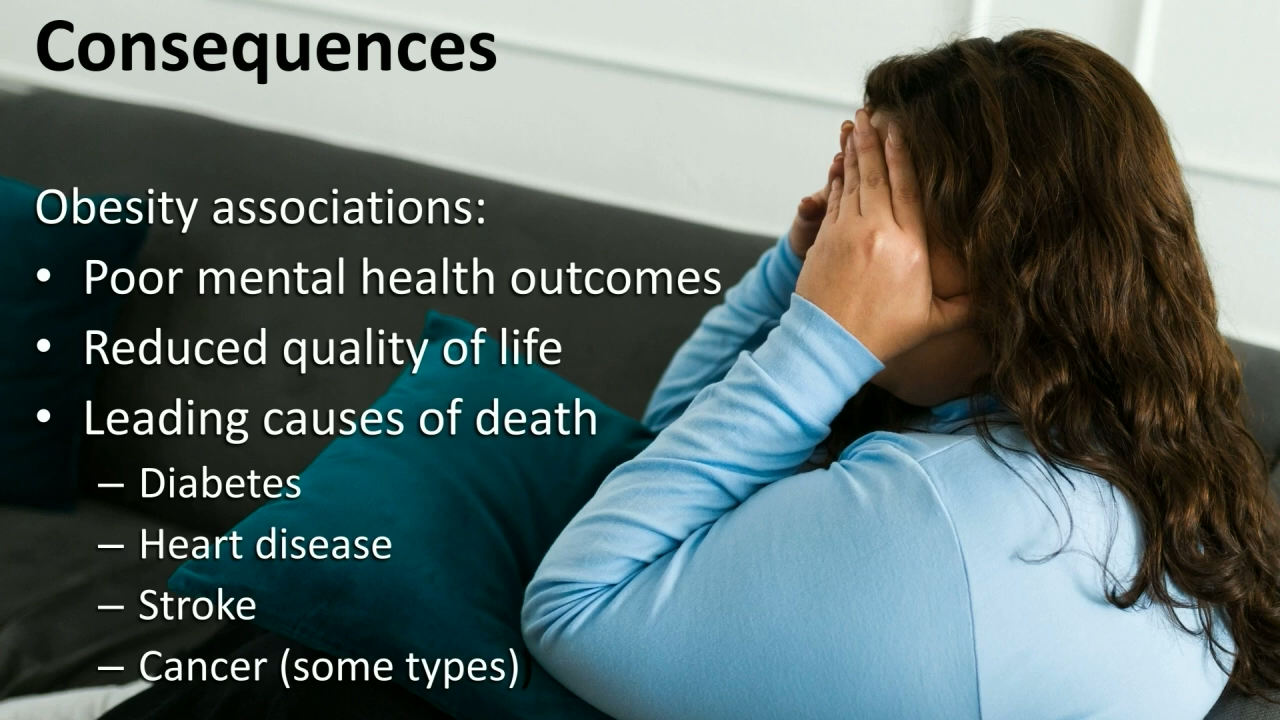 Consequences
Obesity associations:
• Poor mental health outcomes
• Reduced quality of life
• Leading causes of death
– Diabetes
– Heart disease
– Stroke
– Cancer (some types)